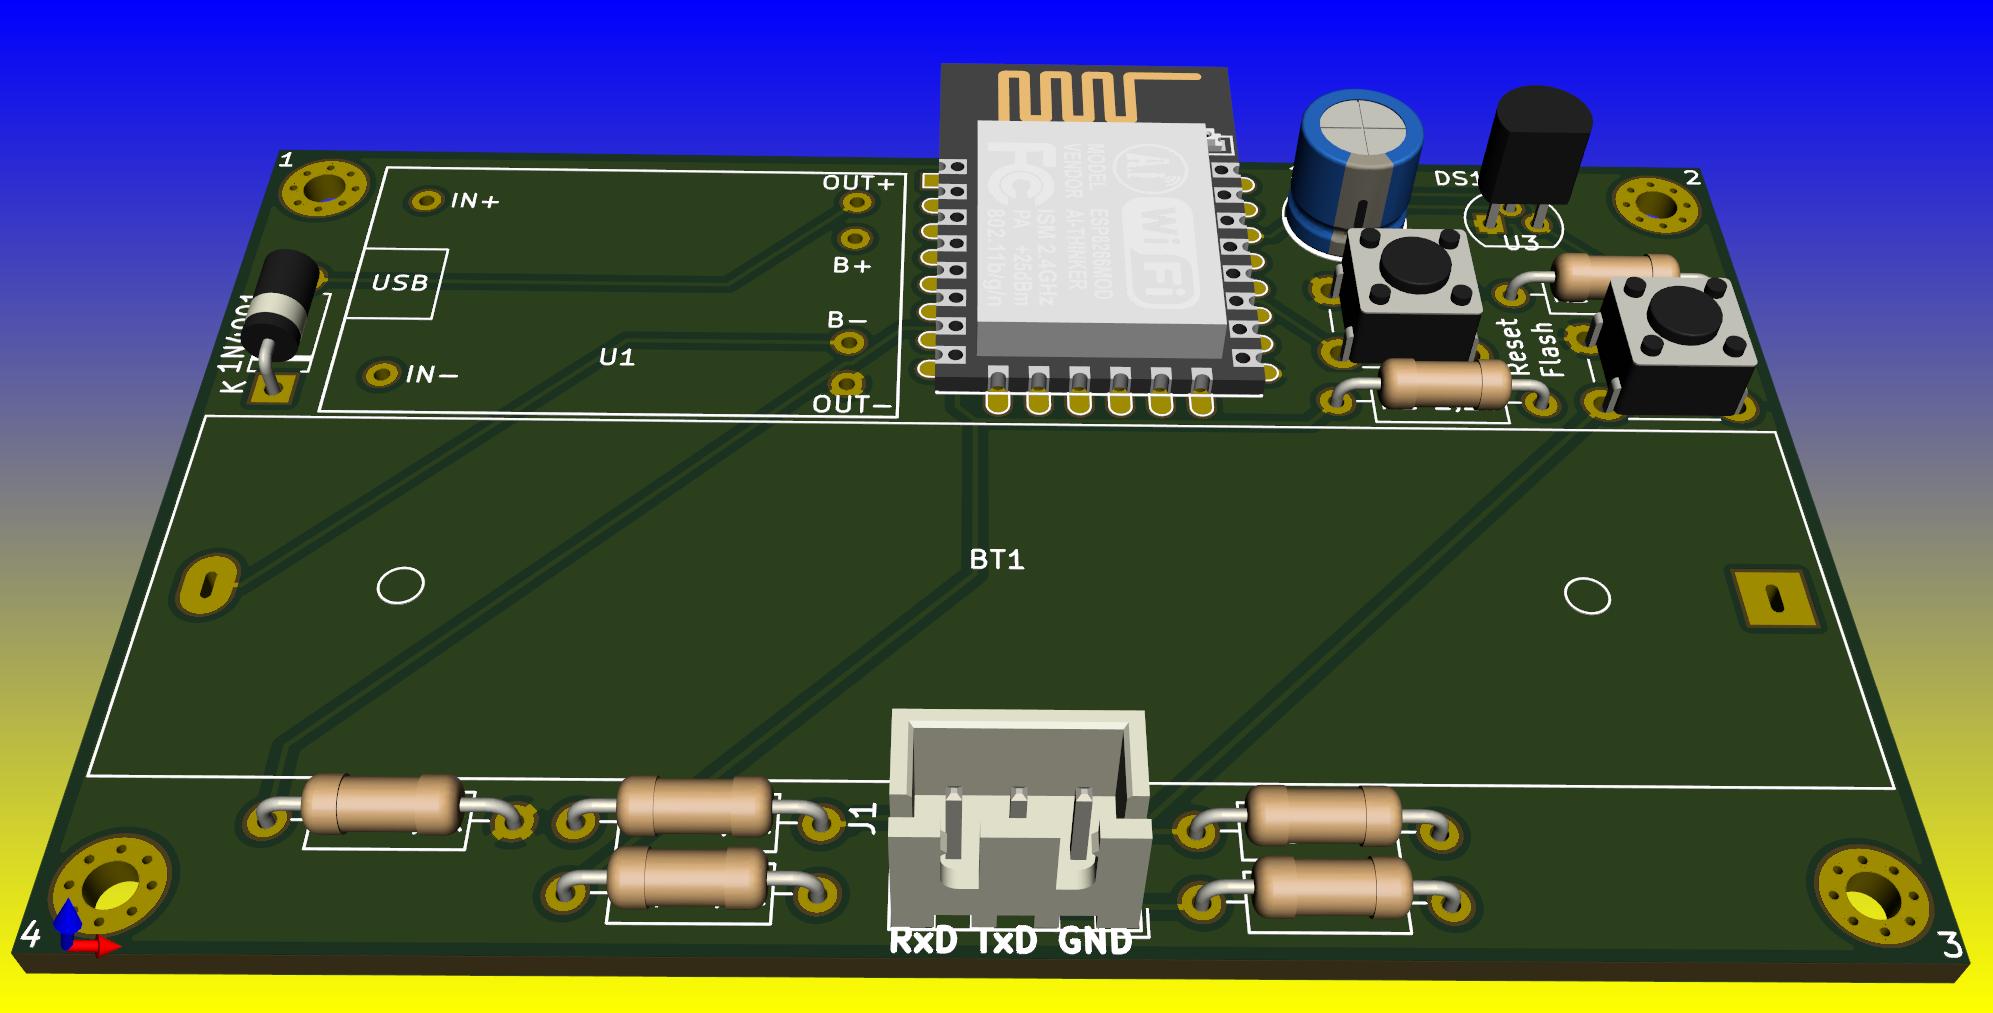 1
2
IN+
OUT+
B+
USB
B-
U1
IN-
OUT-
K
MODEL ESP8266MOD
VENDOR AI-THINKER
ISM 2.4GHz
PA +25dBm
802.11b/g/n
FC
Ai
WiFi
DS1
U3
Reset
Flash
BT1
J1
RxD TxD GND
4
3